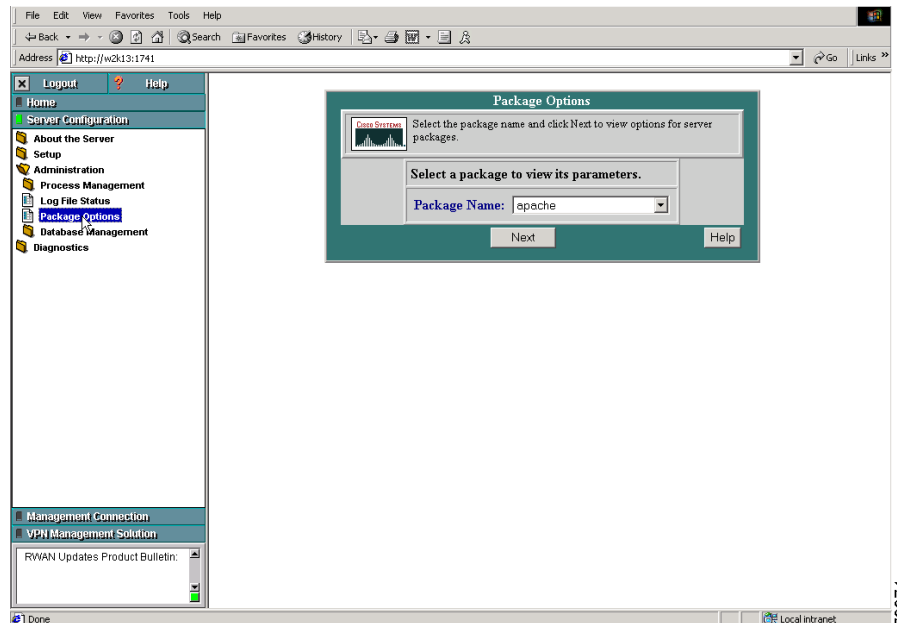 File Edit View Favorites Tools Help
Back Search Favorites History
Address http://w2k13:1741 Go Links »
Logout ? Help
Home
Server Configuration
About the Server
Setup
Administration
Process Management
Log File Status
Package Options
Database Management
Diagnostics
Management Connection
VPN Management Solution
RWAN Updates Product Bulletin:
Package Options
Cisco Systems
Select the package name and click Next to view options for server
packages.
Select a package to view its parameters.
Package Name: apache
Next Help
Done Local intranet